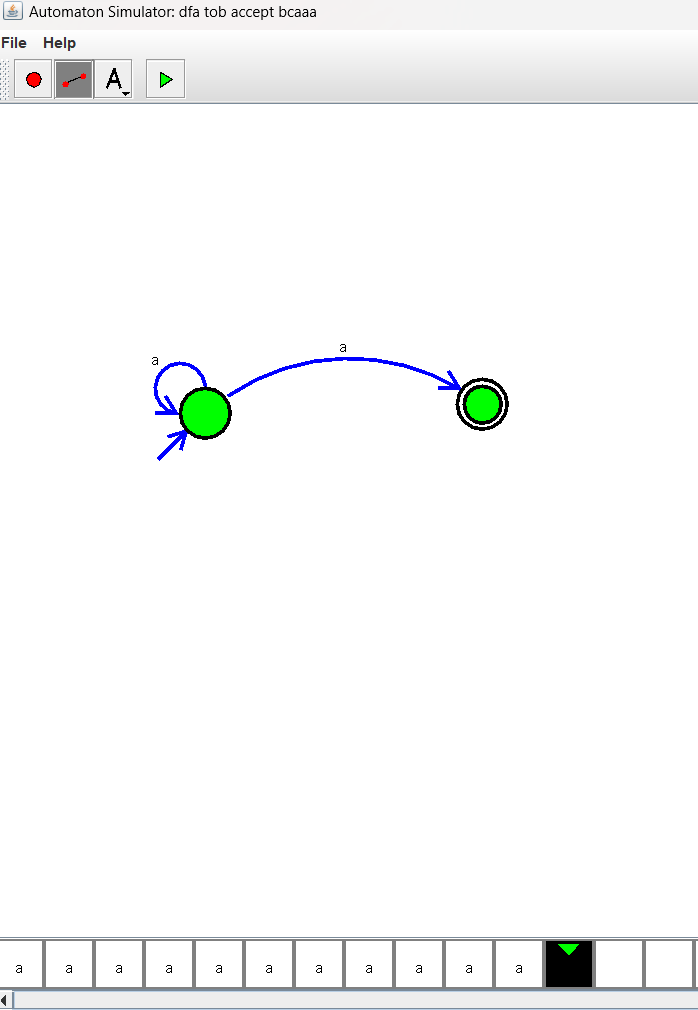 Automaton Simulator: dfa tob accept bcaaa
File Help
A
a
a
a a a a a a a a a a a